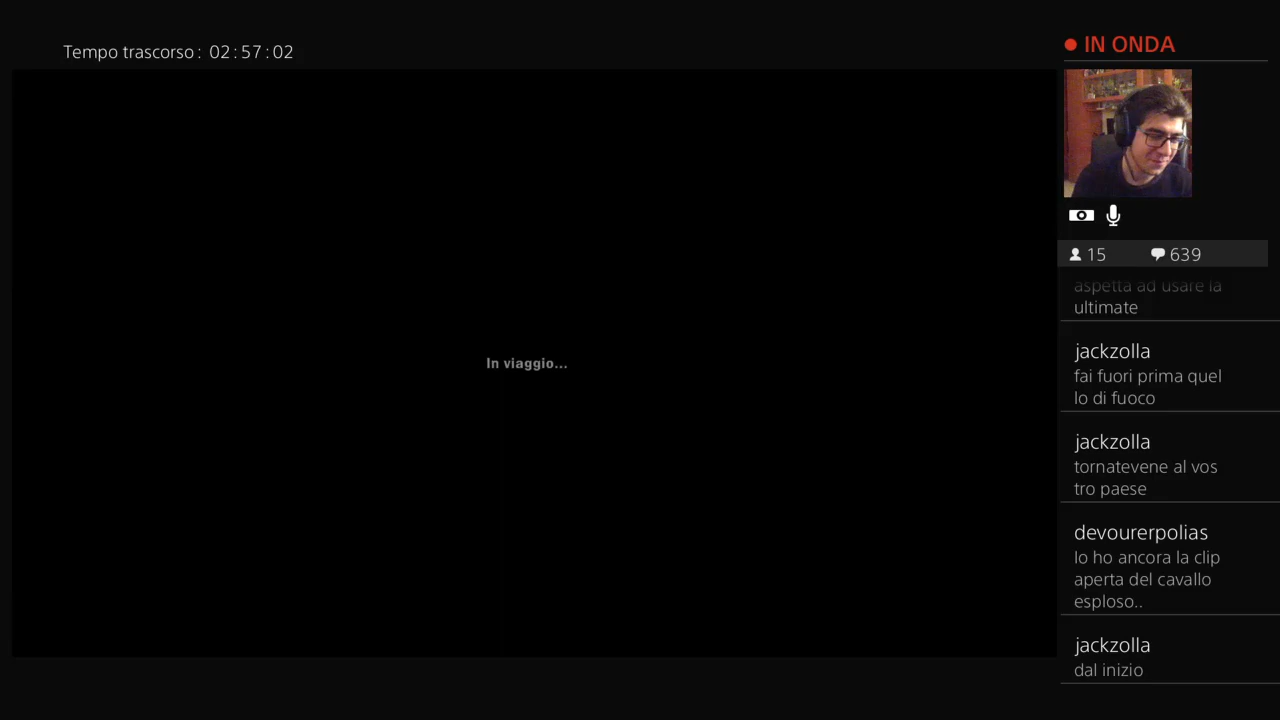 Tempo trascorso: 02:57:02
IN ONDA
In viaggio...
15 639
aspetta ad usare la
ultimate
jackzolla
fai fuori prima quel
lo di fuoco
jackzolla
tornatevene al vos
tro paese
devourerpolias
Io ho ancora la clip
aperta del cavallo
esploso..
jackzolla
dal inizio